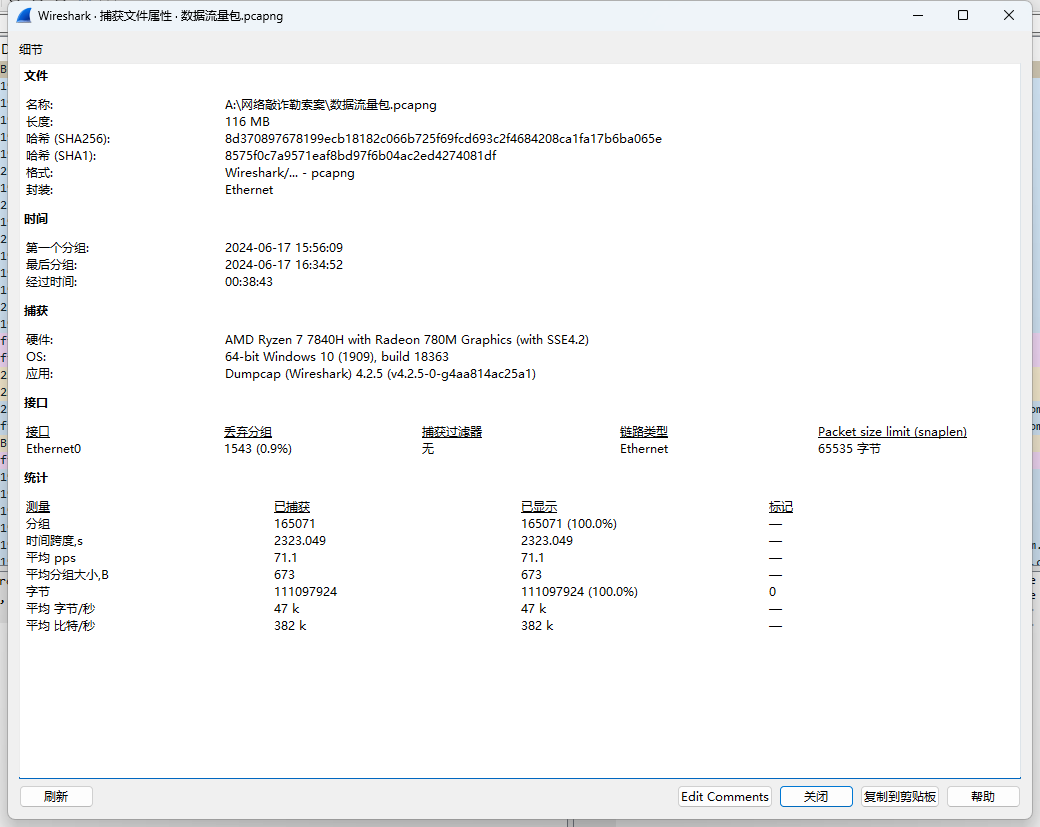 Wireshark · 捕获文件属性 · 数据流量包.pcapng
细节
文件
名称: A:\网络敲诈勒索案\数据流量包.pcapng
长度: 116 MB
哈希 (SHA256): 8d370897678199ecb18182c066b725f69fcd693c2f4684208ca1fa17b6ba065e
哈希 (SHA1): 8575f0c7a9571eaf8bd97f6b04ac2ed4274081df
格式: Wireshark/... - pcapng
封装: Ethernet
时间
第一个分组: 2024-06-17 15:56:09
最后分组: 2024-06-17 16:34:52
经过时间: 00:38:43
捕获
硬件: AMD Ryzen 7 7840H with Radeon 780M Graphics (with SSE4.2)
OS: 64-bit Windows 10 (1909), build 18363
应用: Dumpcap (Wireshark) 4.2.5 (v4.2.5-0-g4aa814ac25a1)
接口
接口 丢弃分组 捕获过滤器 链路类型 Packet size limit (snaplen)
Ethernet0 1543 (0.9%) 无 Ethernet 65535 字节
统计
测量 已捕获 已显示 标记
分组 165071 165071 (100.0%) —
时间跨度,s 2323.049 2323.049 —
平均 pps 71.1 71.1 —
平均分组大小,B 673 673 —
字节 111097924 111097924 (100.0%) 0
平均 字节/秒 47 k 47 k —
平均 比特/秒 382 k 382 k —
刷新 Edit Comments 关闭 复制到剪贴板 帮助